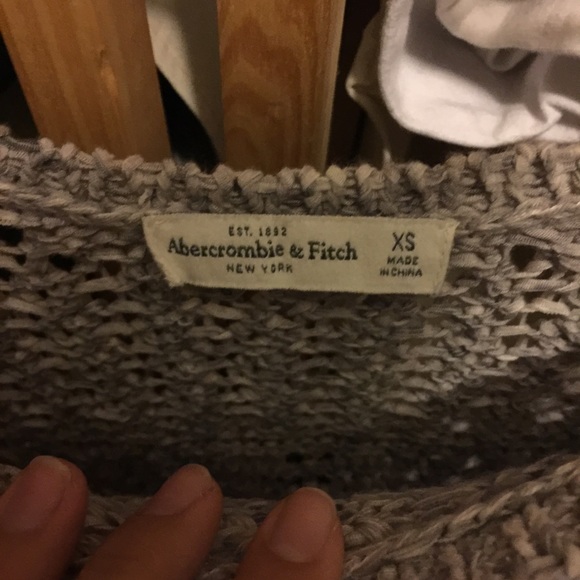 EST. 1892
Abercrombie & Fitch
NEW YORK
XS
MADE
IN CHINA